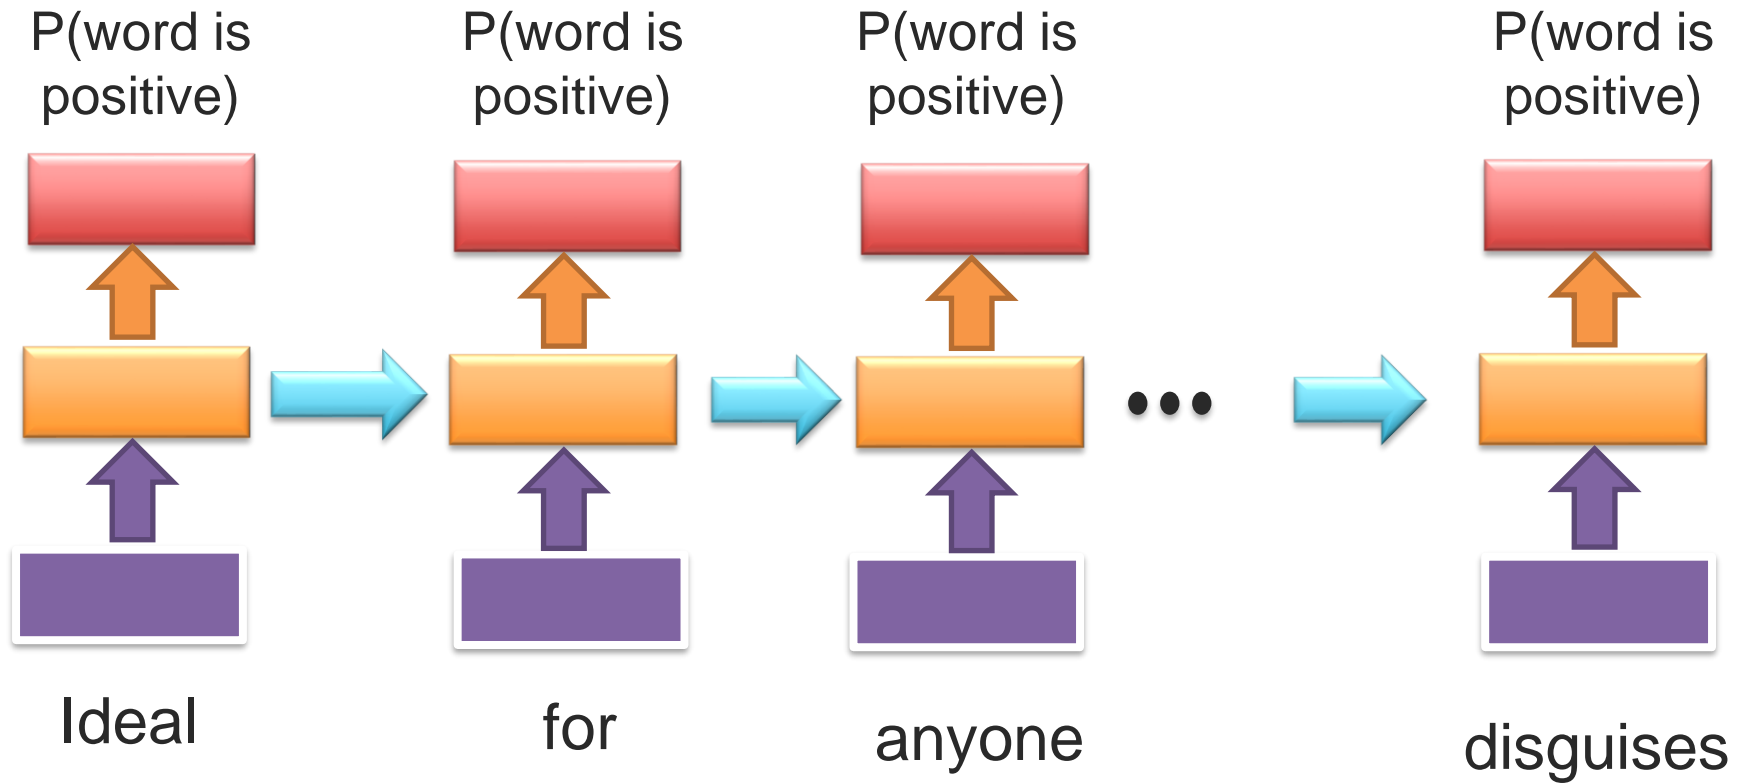 P(word is
positive)
P(word is
positive)
P(word is
positive)
P(word is
positive)
Ideal
for
anyone
disguises